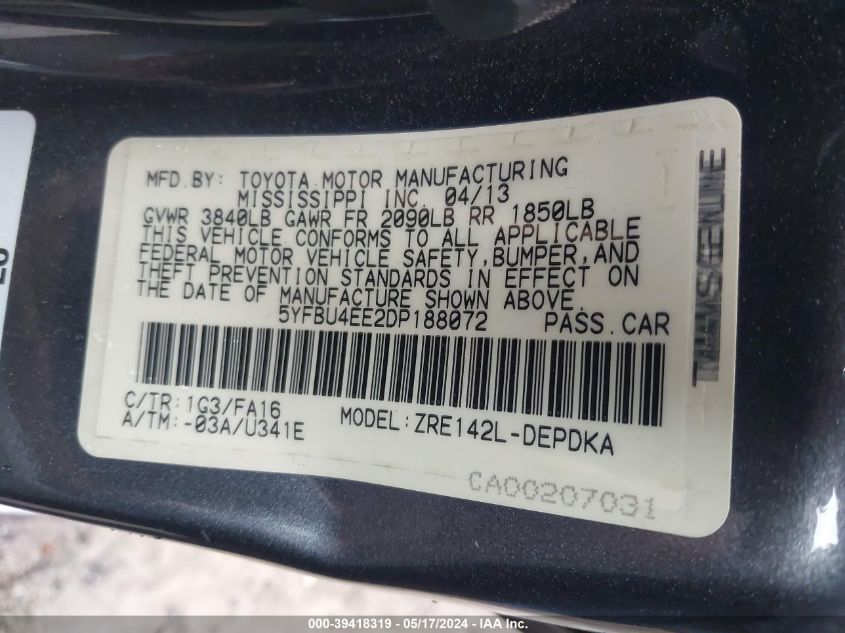 MFD.BY: TOYOTA MOTOR MANUFACTURING
MISSISSIPPI INC. 04/13
GVWR 3840LB GAWR FR 2090LB RR 1850LB
THIS VEHICLE CONFORMS TO ALL APPLICABLE
FEDERAL MOTOR VEHICLE SAFETY,BUMPER,AND
THEFT PREVENTION STANDARDS IN EFFECT ON
THE DATE OF MANUFACTURE SHOWN ABOVE.
5YFBU4EE2DP188072 PASS.CAR
C/TR:1G3/FA16
A/TM:-03A/U341E
MODEL:ZRE142L-DEPDKA
CA00207031
000-39418319 - 05/17/2024 - IAA Inc.